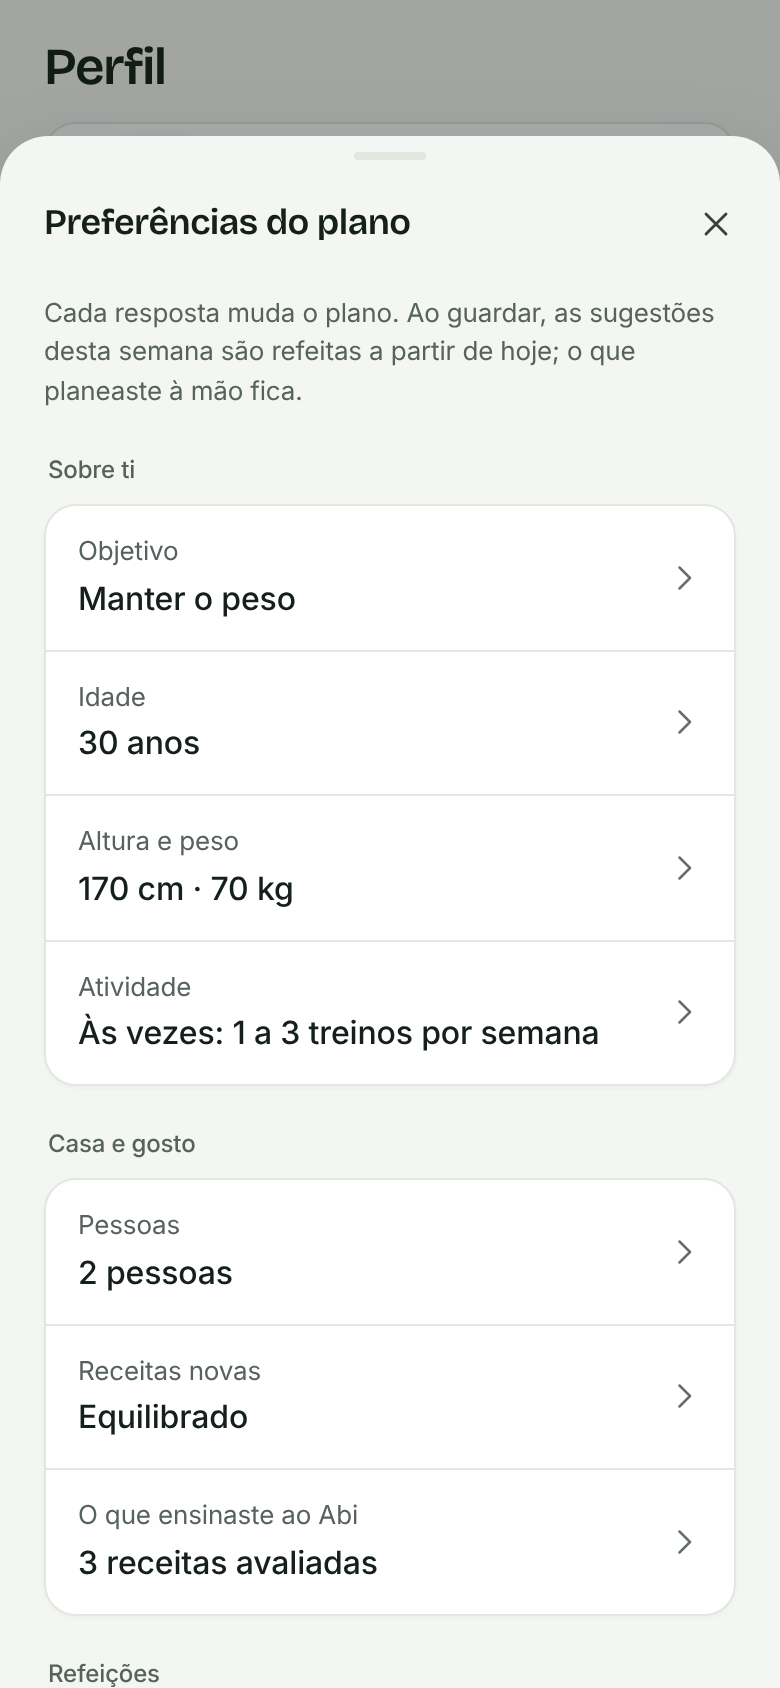 Perfil
Preferências do plano
Cada resposta muda o plano. Ao guardar, as sugestões
desta semana são refeitas a partir de hoje; o que
planeaste à mão fica.
Sobre ti
Objetivo
Manter o peso
Idade
30 anos
Altura e peso
170 cm · 70 kg
Atividade
Às vezes: 1 a 3 treinos por semana
Casa e gosto
Pessoas
2 pessoas
Receitas novas
Equilibrado
O que ensinaste ao Abi
3 receitas avaliadas
Refeições